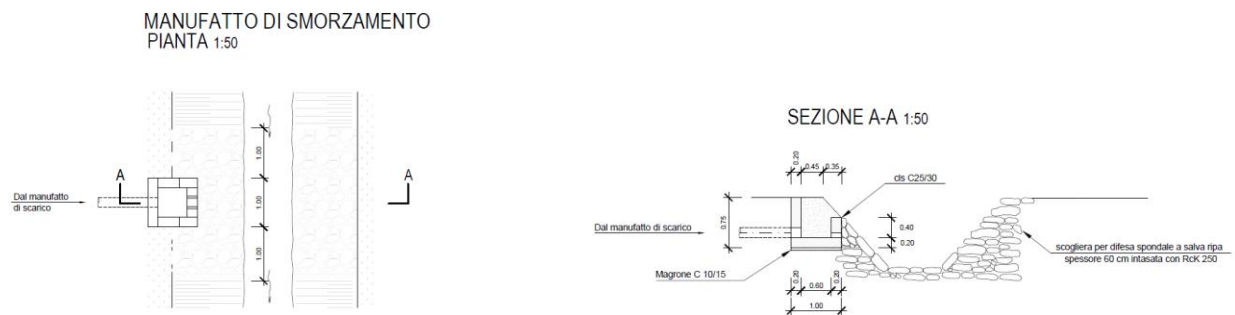 MANUFATTO DI SMORZAMENTO
PIANTA 1:50
A
A
Dal manufatto
di scarico
1.00
1.00
1.00
SEZIONE A-A 1:50
0.20
0.45
0.35
cls C25/30
0.75
0.40
0.20
Dal manufatto di scarico
scogliera per difesa spondale a salva ripa
spessore 60 cm intasata con RcK 250
Magrone C 10/15
0.20
0.60
0.20
1.00